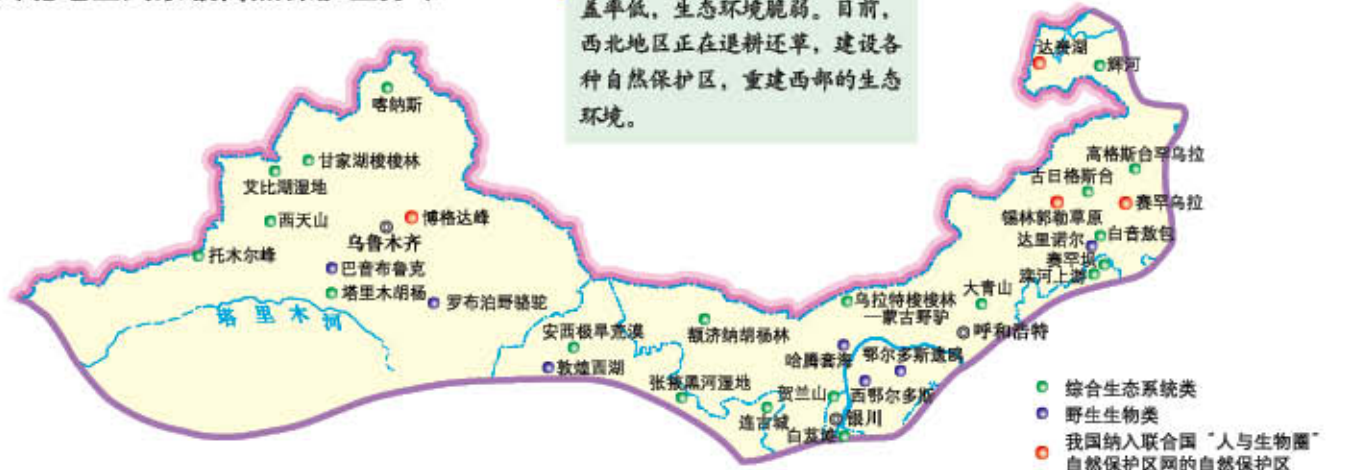 盖率低，生态环境脆弱。目前，
西北地区正在退耕还草，建设各
种自然保护区，重建西部的生态
环境。
达赉湖
辉河
喀纳斯
甘家湖梭梭林
艾比湖湿地
西天山
博格达峰
乌鲁木齐
托木尔峰
巴音布鲁克
塔里木胡杨
罗布泊野骆驼
塔里木河
高格斯台罕乌拉
古日格斯台
赛罕乌拉
锡林郭勒草原
达里诺尔
白音敖包
赛罕坝
滦河上游
大青山
乌拉特梭梭林
—蒙古野驴
呼和浩特
安西极旱荒漠
额济纳胡杨林
敦煌西湖
哈腾套海
鄂尔多斯遗鸥
张掖黑河湿地
贺兰山
西鄂尔多斯
连古城
银川
白芨滩
综合生态系统类
野生生物类
我国纳入联合国“人与生物圈”
自然保护区网的自然保护区